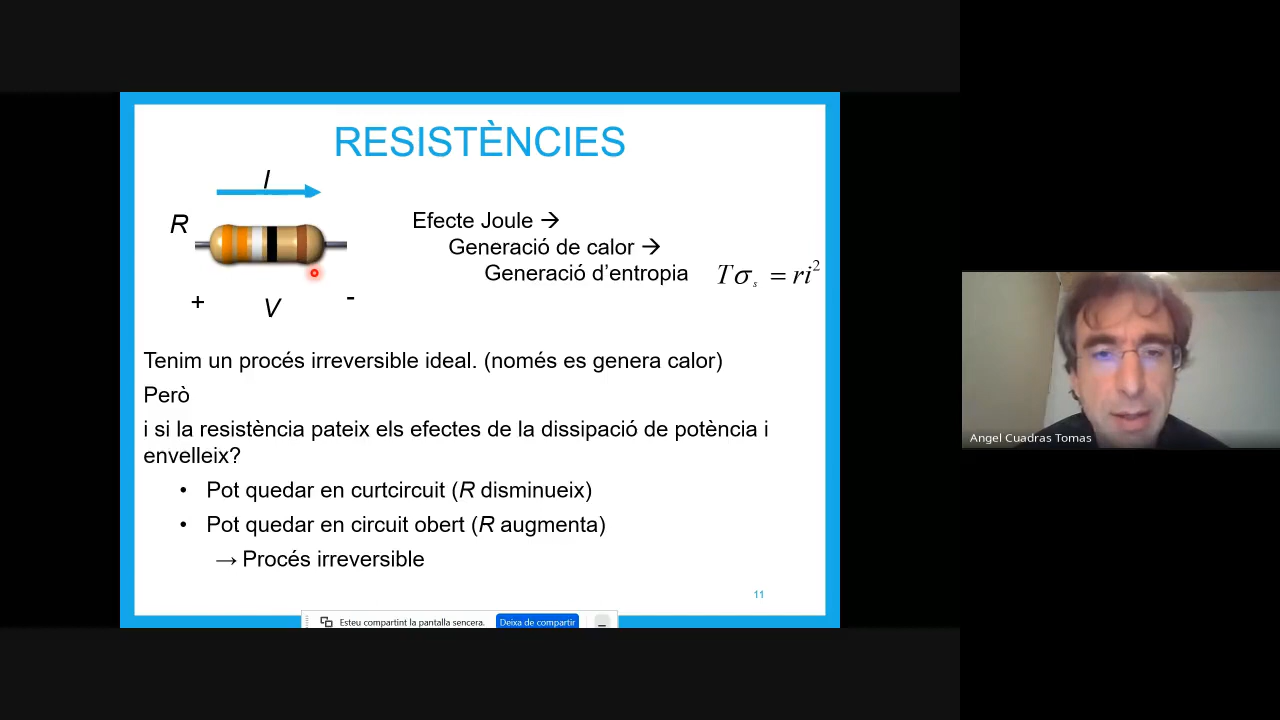 RESISTÈNCIES
I
R
Efecte Joule →
Generació de calor →
Generació d’entropia
Tσₛ = ri²
+ V -
Tenim un procés irreversible ideal. (només es genera calor)
Però
i si la resistència pateix els efectes de la dissipació de potència i
envelleix?
• Pot quedar en curtcircuit (R disminueix)
• Pot quedar en circuit obert (R augmenta)
→ Procés irreversible
11
Esteu compartint la pantalla sencera. Deixa de compartir
Angel Cuadras Tomas